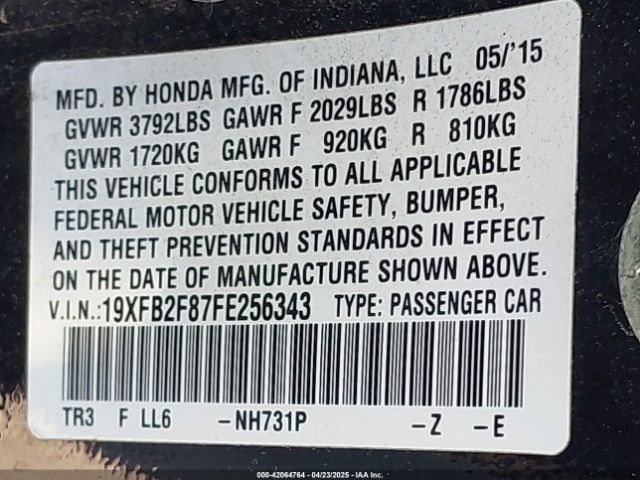 MFD. BY HONDA MFG. OF INDIANA, LLC 05/'15
GVWR 3792LBS GAWR F 2029LBS R 1786LBS
GVWR 1720KG GAWR F 920KG R 810KG
THIS VEHICLE CONFORMS TO ALL APPLICABLE
FEDERAL MOTOR VEHICLE SAFETY, BUMPER,
AND THEFT PREVENTION STANDARDS IN EFFECT
ON THE DATE OF MANUFACTURE SHOWN ABOVE.
V.I.N.:19XFB2F87FE256343 TYPE: PASSENGER CAR
TR3 F LL6 -NH731P -Z -E
000-42064764 - 04/23/2025 - IAA Inc.